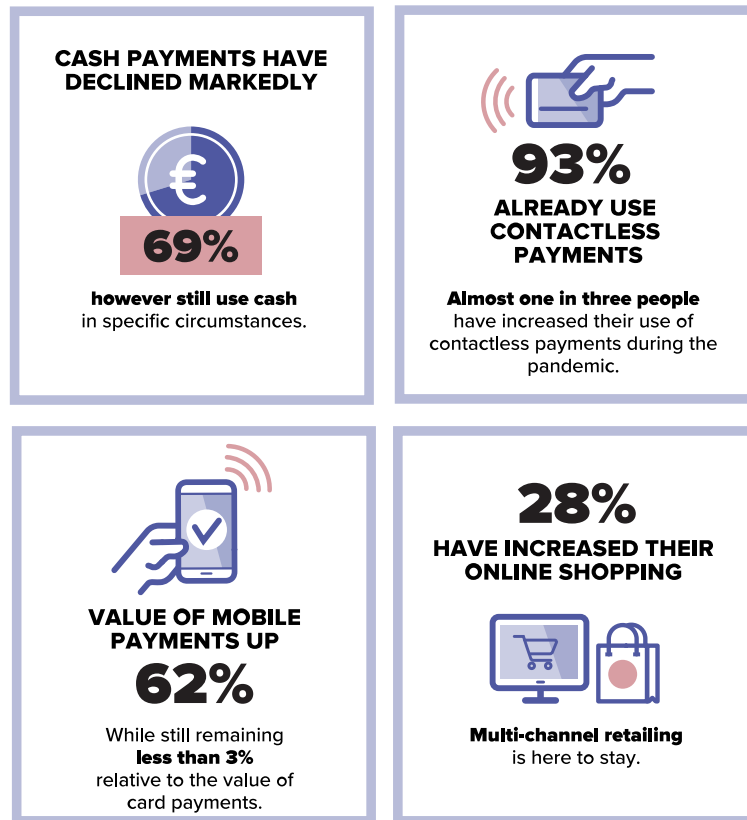 CASH PAYMENTS HAVE
DECLINED MARKEDLY
€
69%
however still use cash
in specific circumstances.
93%
ALREADY USE
CONTACTLESS
PAYMENTS
Almost one in three people
have increased their use of
contactless payments during the
pandemic.
VALUE OF MOBILE
PAYMENTS UP
62%
While still remaining
less than 3%
relative to the value of
card payments.
28%
HAVE INCREASED THEIR
ONLINE SHOPPING
Multi-channel retailing
is here to stay.